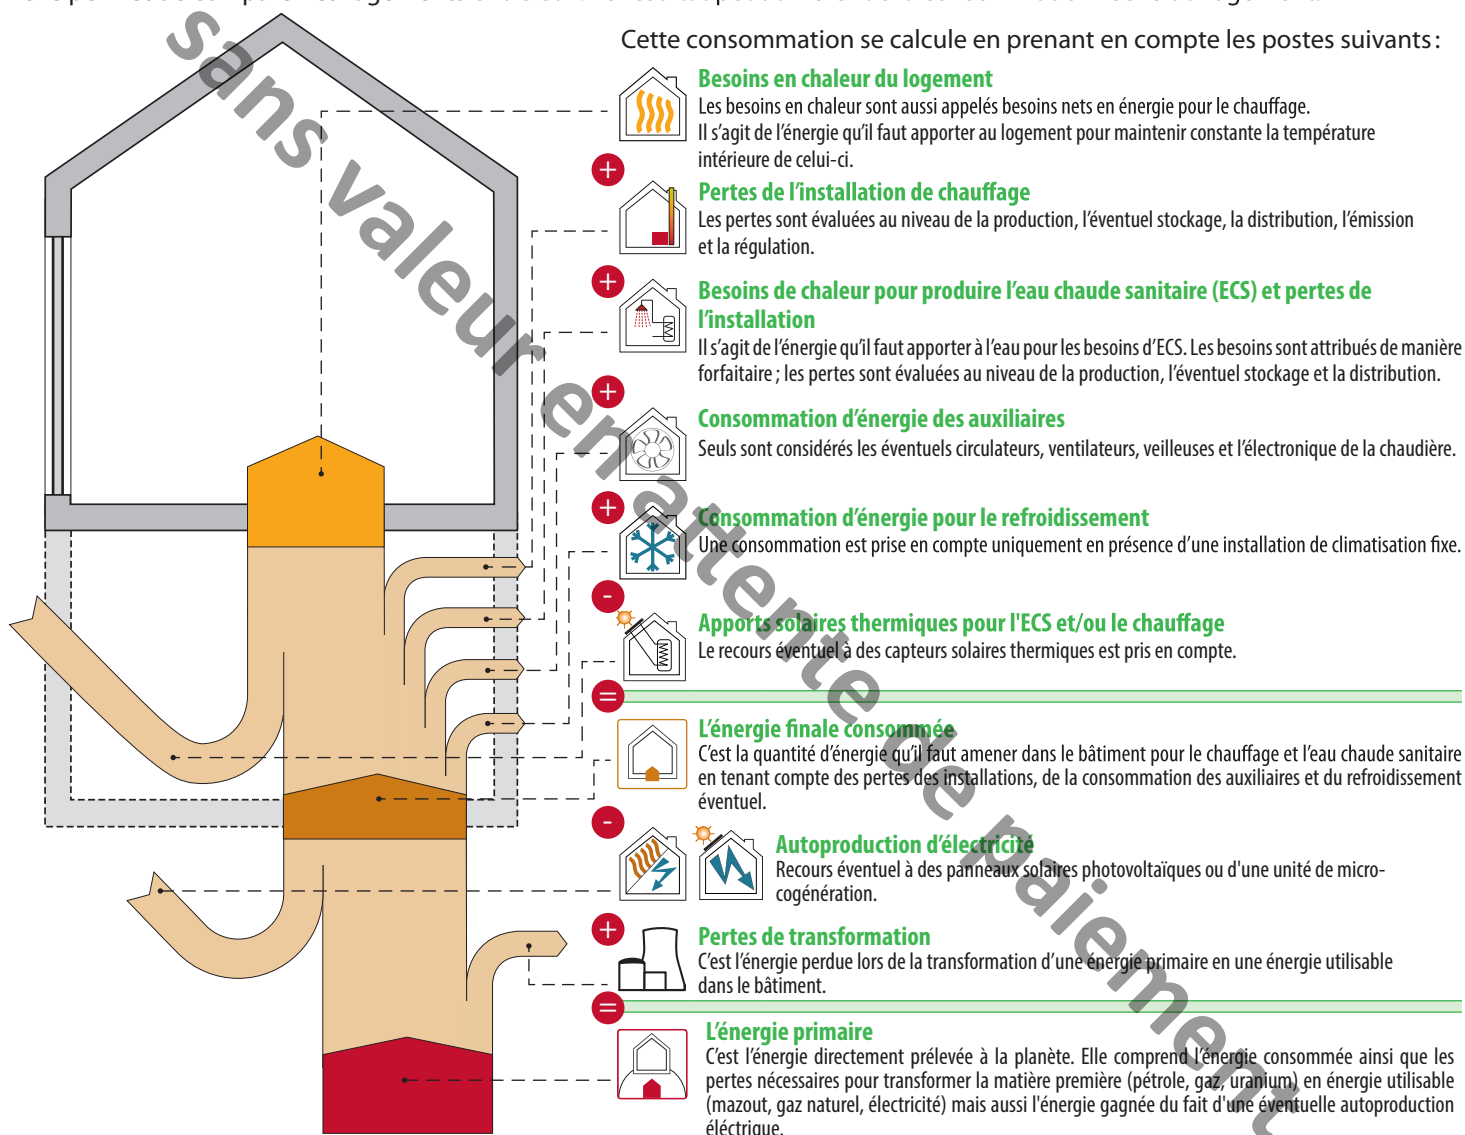 Cette consommation se calcule en prenant en compte les postes suivants :
Besoins en chaleur du logement
Les besoins en chaleur sont aussi appelés besoins nets en énergie pour le chauffage.
Il s'agit de l'énergie qu'il faut apporter au logement pour maintenir constante la température
intérieure de celui-ci.
+
Pertes de l'installation de chauffage
Les pertes sont évaluées au niveau de la production, l'éventuel stockage, la distribution, l'émission
et la régulation.
+
Besoins de chaleur pour produire l'eau chaude sanitaire (ECS) et pertes de
l'installation
Il s'agit de l'énergie qu'il faut apporter à l'eau pour les besoins d'ECS. Les besoins sont attribués de manière
forfaitaire ; les pertes sont évaluées au niveau de la production, l'éventuel stockage et la distribution.
+
Consommation d'énergie des auxiliaires
Seuls sont considérés les éventuels circulateurs, ventilateurs, veilleuses et l'électronique de la chaudière.
+
Consommation d'énergie pour le refroidissement
Une consommation est prise en compte uniquement en présence d'une installation de climatisation fixe.
-
Apports solaires thermiques pour l'ECS et/ou le chauffage
Le recours éventuel à des capteurs solaires thermiques est pris en compte.
=
L'énergie finale consommée
C'est la quantité d'énergie qu'il faut amener dans le bâtiment pour le chauffage et l'eau chaude sanitaire
en tenant compte des pertes des installations, de la consommation des auxiliaires et du refroidissement
éventuel.
-
Autoproduction d'électricité
Recours éventuel à des panneaux solaires photovoltaïques ou d'une unité de micro-
cogénération.
+
Pertes de transformation
C'est l'énergie perdue lors de la transformation d'une énergie primaire en une énergie utilisable
dans le bâtiment.
=
L'énergie primaire
C'est l'énergie directement prélevée à la planète. Elle comprend l'énergie consommée ainsi que les
pertes nécessaires pour transformer la matière première (pétrole, gaz, uranium) en énergie utilisable
(mazout, gaz naturel, électricité) mais aussi l'énergie gagnée du fait d'une éventuelle autoproduction
éléctrique.
sans valeur en attente de paiement